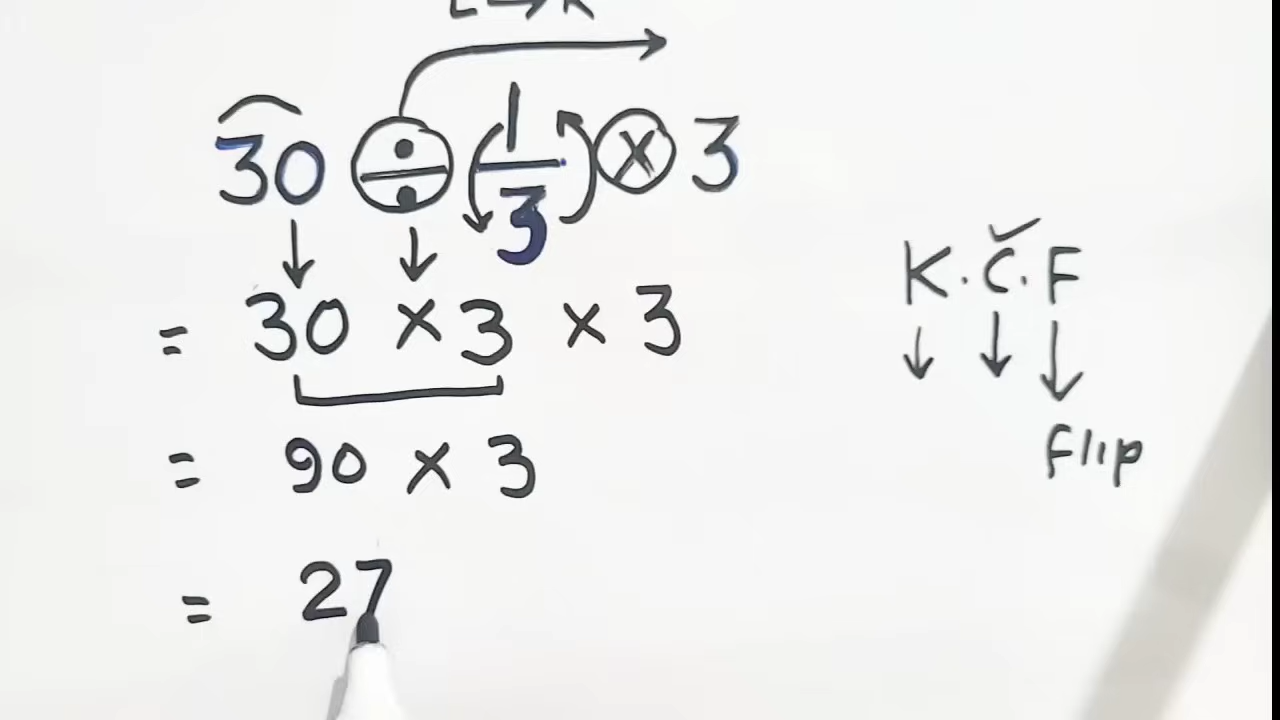 L → R
30 ÷ (1/3) × 3
= 30 × 3 × 3
= 90 × 3
= 27
K.C.F
Flip